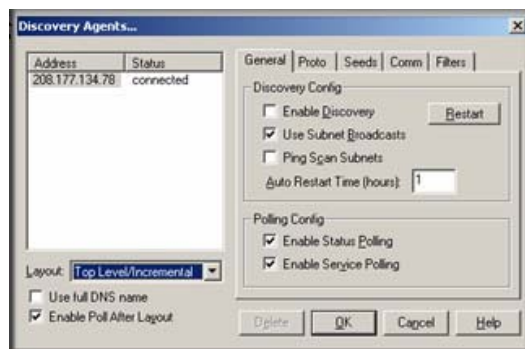 Discovery Agents...
Address Status
208.177.134.78 connected
Layout: Top Level/Incremental
Use full DNS name
Enable Poll After Layout
General Proto Seeds Comm Filters
Discovery Config
Enable Discovery
Restart
Use Subnet Broadcasts
Ping Scan Subnets
Auto Restart Time (hours): 1
Polling Config
Enable Status Polling
Enable Service Polling
Delete OK Cancel Help